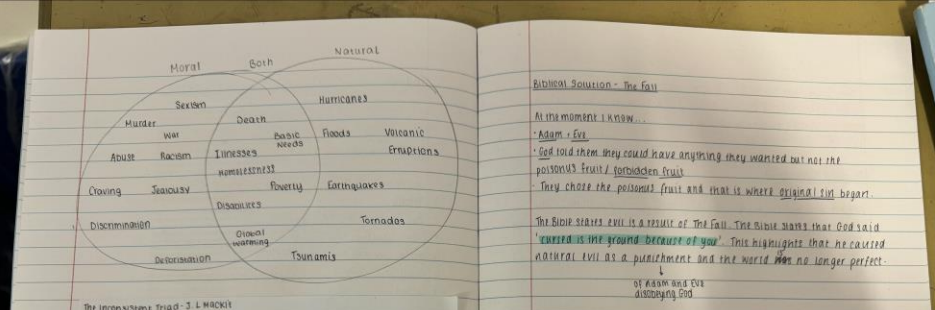 Moral
Both
Natural
Sexism
Hurricanes
Murder
Death
War
Basic
Needs
Floods
Volcanic
Eruptions
Abuse
Racism
Illnesses
Homelessness
Craving
Jealousy
Poverty
Earthquakes
Disabilites
Discrimination
Tornados
Global
warming
Deforistation
Tsunamis
The Inconsistent Triad - J. L Mackie
Biblical Solution - The Fall
At the moment I know...
· Adam + Eve
· God told them they could have anything they wanted but not the
poisonus fruit / forbidden fruit
· They chose the poisonus fruit and that is where original sin began.
The Bible states evil is a result of The Fall. The Bible states that God said
'cursed is the ground because of you'. This highlights that he caused
natural evil as a punishment and the world is no longer perfect.
↓
of Adam and Eve
disobeying God